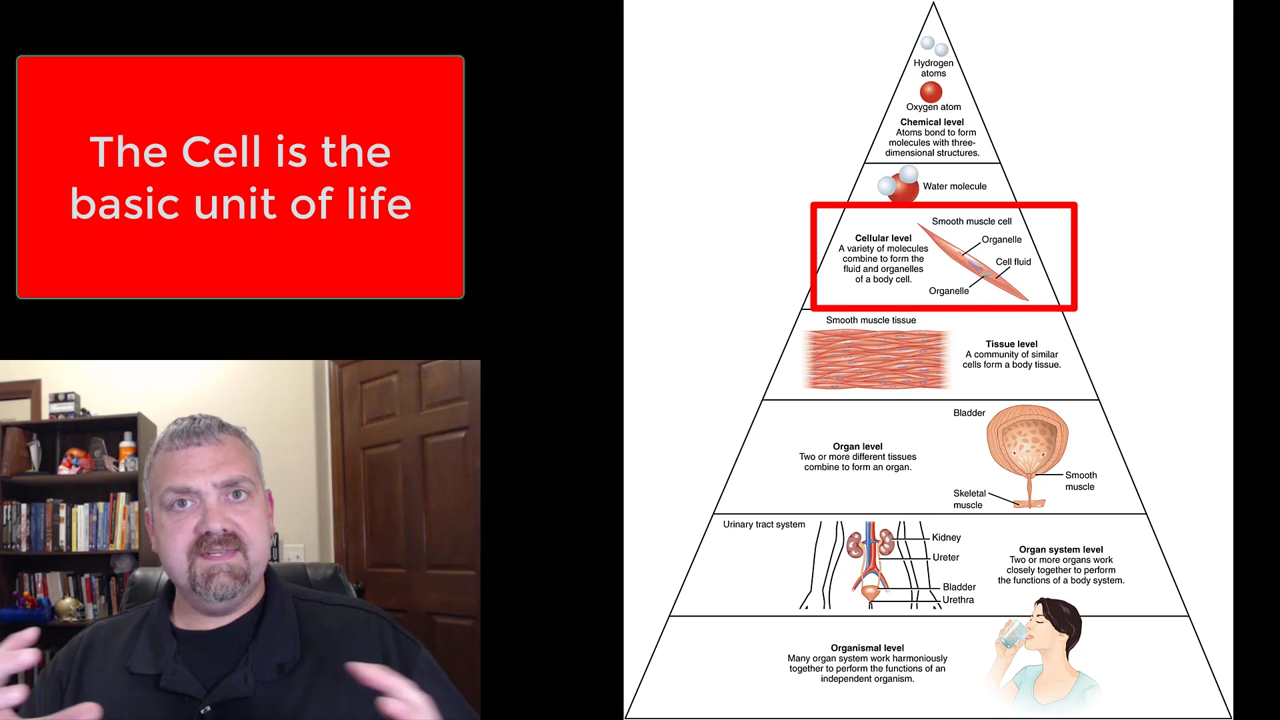 The Cell is the
basic unit of life
Hydrogen
atoms
Oxygen atom
Chemical level
Atoms bond to form
molecules with three-
dimensional structures.
Water molecule
Smooth muscle cell
Cellular level
A variety of molecules
combine to form the
fluid and organelles
of a body cell.
Organelle
Cell fluid
Organelle
Smooth muscle tissue
Tissue level
A community of similar
cells form a body tissue.
Bladder
Organ level
Two or more different tissues
combine to form an organ.
Smooth
muscle
Skeletal
muscle
Urinary tract system
Kidney
Ureter
Bladder
Urethra
Organ system level
Two or more organs work
closely together to perform
the functions of a body system.
Organismal level
Many organ system work harmoniously
together to perform the functions of an
independent organism.